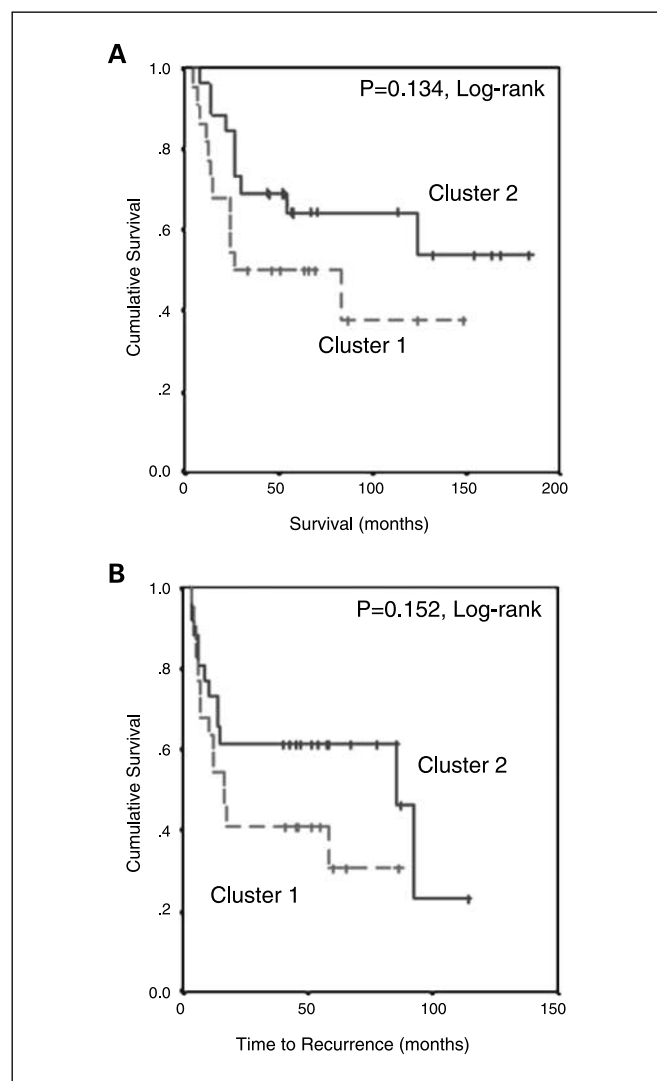 A
P=0.134, Log-rank
1.0
.8
.6
.4
.2
0.0
Cumulative Survival
Cluster 2
Cluster 1
0 50 100 150 200
Survival (months)
B
P=0.152, Log-rank
1.0
.8
.6
.4
.2
0.0
Cumulative Survival
Cluster 2
Cluster 1
0 50 100 150
Time to Recurrence (months)